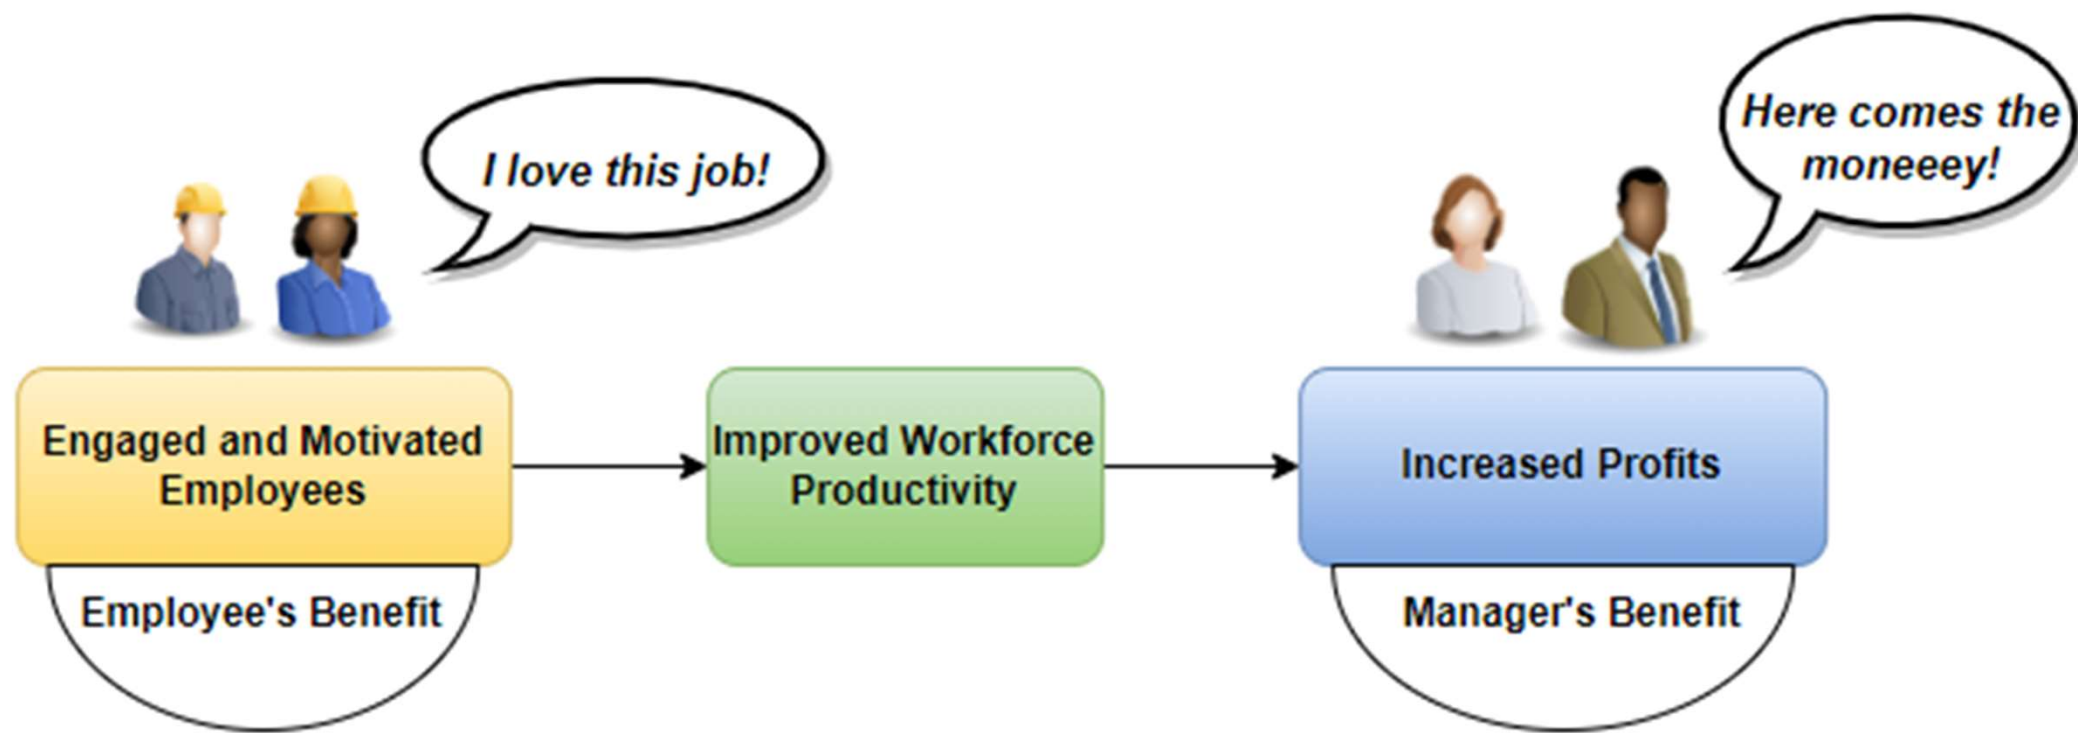 I love this job!
Here comes the
moneeey!
Engaged and Motivated
Employees
Improved Workforce
Productivity
Increased Profits
Employee's Benefit
Manager's Benefit